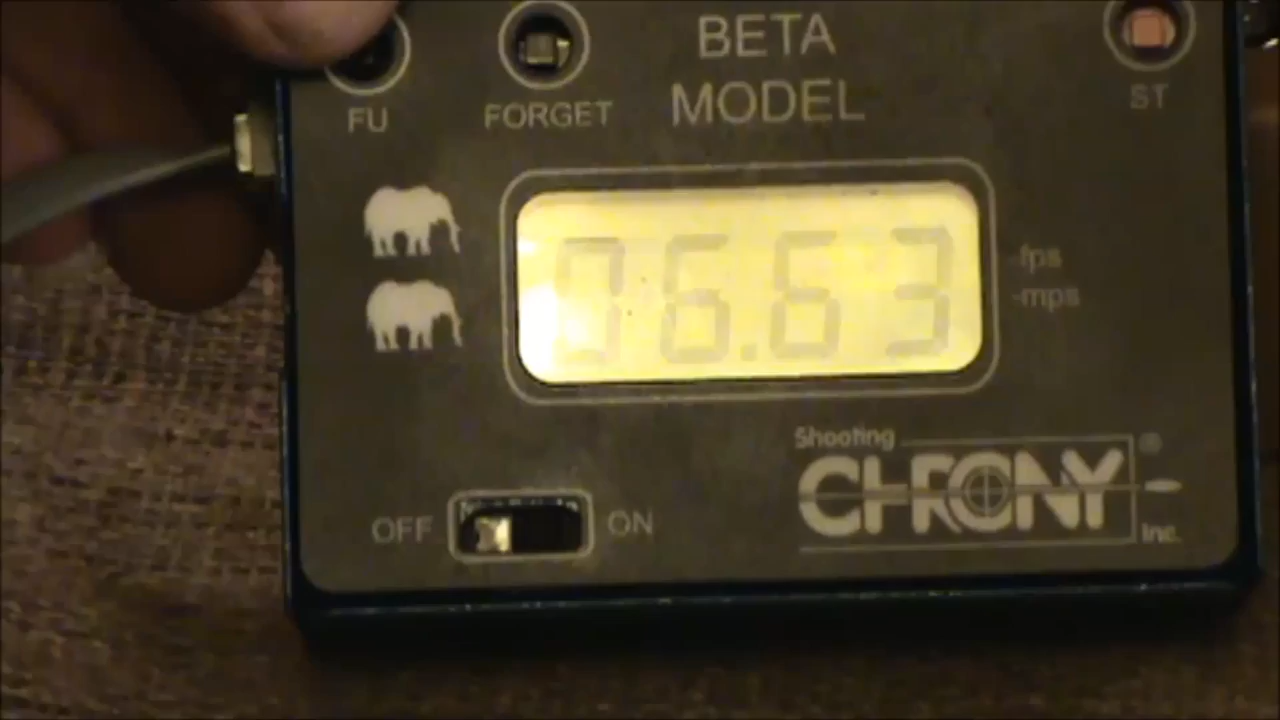 BETA
MODEL
FU
FORGET
ST
06.63
-fps
-mps
OFF
ON
Shooting
CHRONY
Inc.